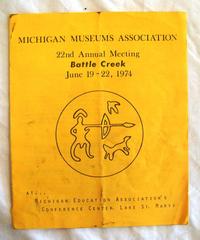 MICHIGAN MUSEUMS ASSOCIATION
22nd Annual Meeting
Battle Creek
June 19-22, 1974
AT...
MICHIGAN EDUCATION ASSOCIATION'S
CONFERENCE CENTER, LAKE ST. MARYS